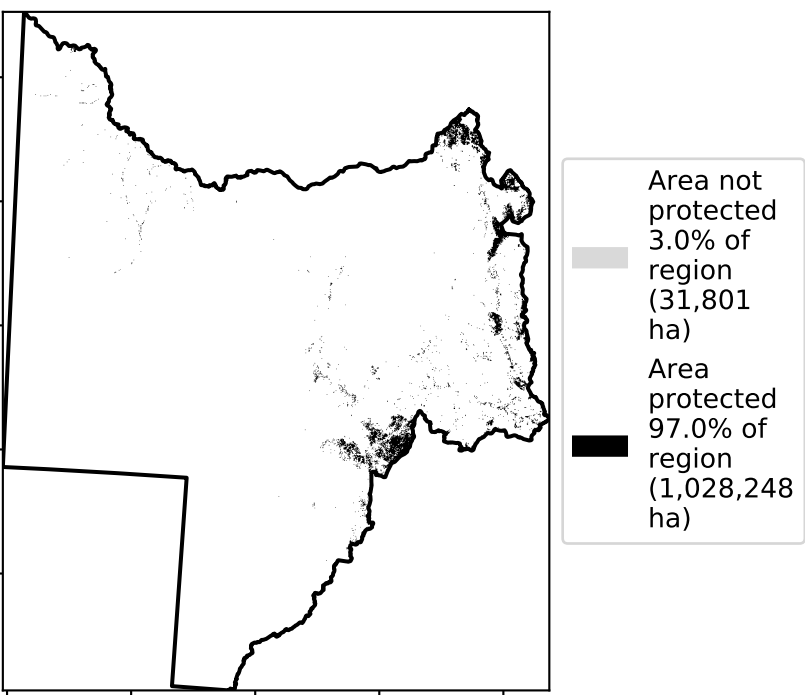 Area not
protected
3.0% of
region
(31,801
ha)
Area
protected
97.0% of
region
(1,028,248
ha)